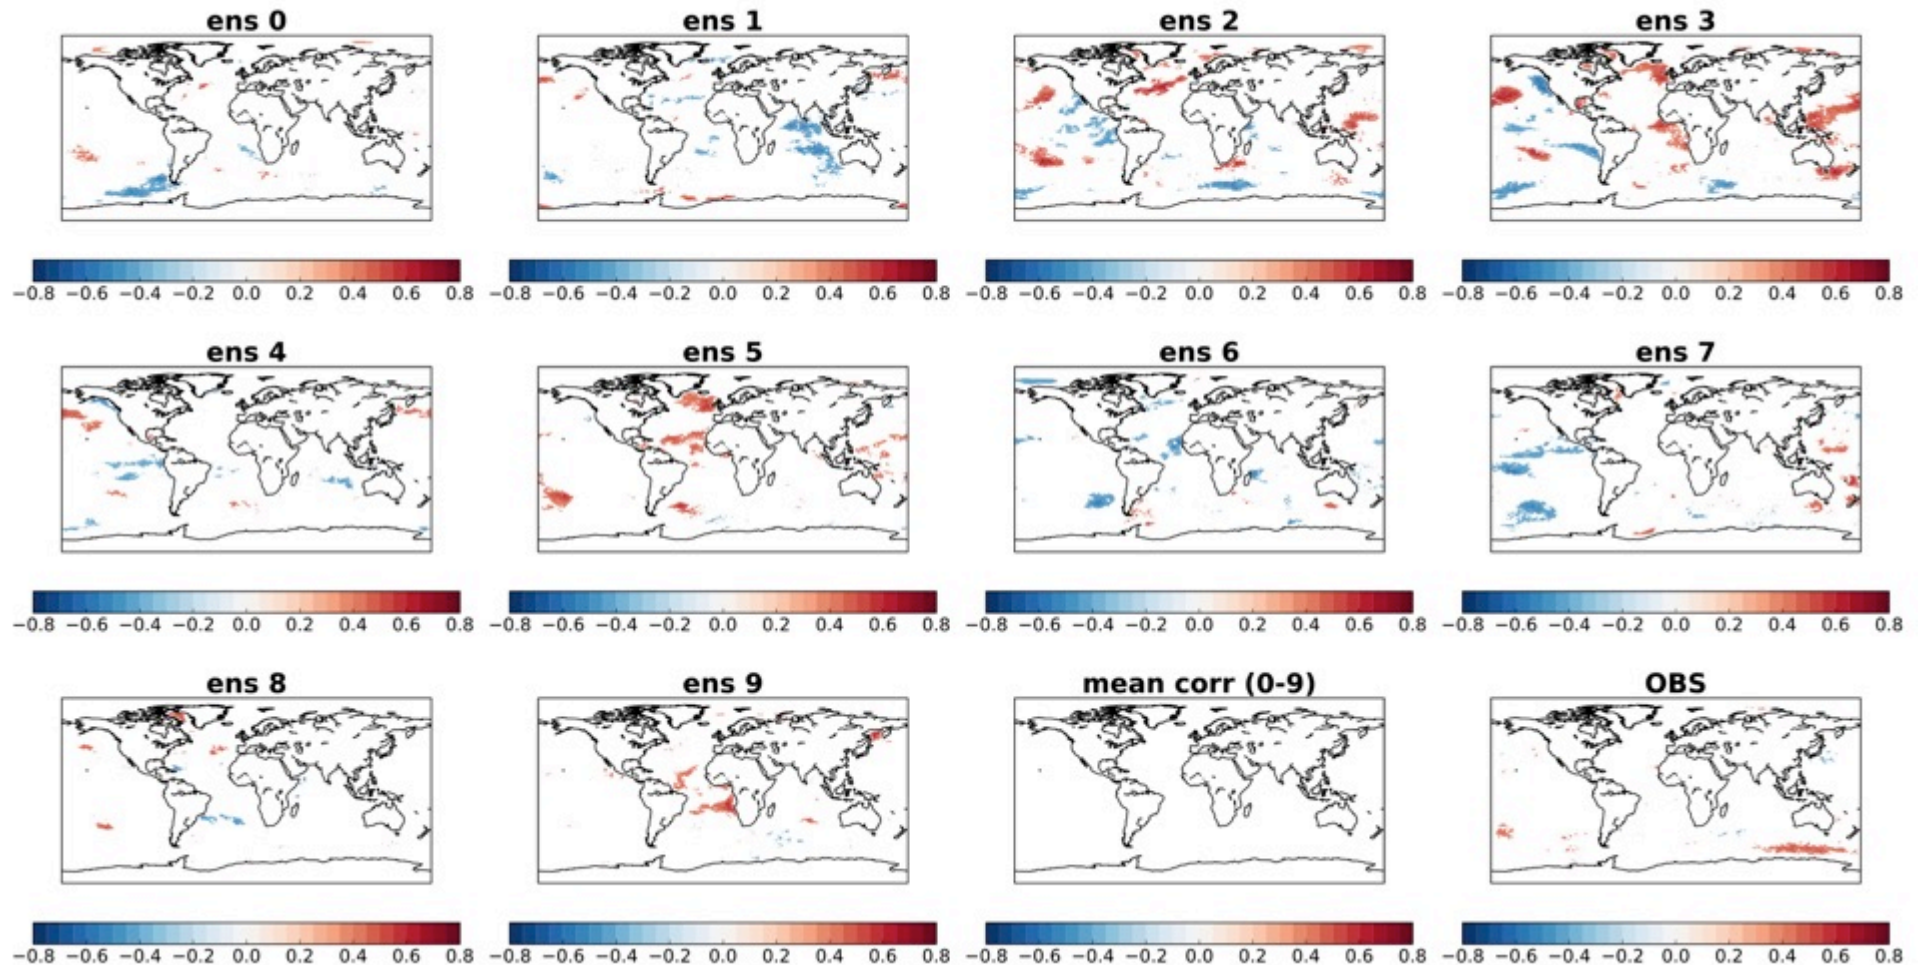 ens 0 ens 1 ens 2 ens 3
−0.8 −0.6 −0.4 −0.2 0.0 0.2 0.4 0.6 0.8 −0.8 −0.6 −0.4 −0.2 0.0 0.2 0.4 0.6 0.8 −0.8 −0.6 −0.4 −0.2 0.0 0.2 0.4 0.6 0.8 −0.8 −0.6 −0.4 −0.2 0.0 0.2 0.4 0.6 0.8
ens 4 ens 5 ens 6 ens 7
−0.8 −0.6 −0.4 −0.2 0.0 0.2 0.4 0.6 0.8 −0.8 −0.6 −0.4 −0.2 0.0 0.2 0.4 0.6 0.8 −0.8 −0.6 −0.4 −0.2 0.0 0.2 0.4 0.6 0.8 −0.8 −0.6 −0.4 −0.2 0.0 0.2 0.4 0.6 0.8
ens 8 ens 9 mean corr (0-9) OBS
−0.8 −0.6 −0.4 −0.2 0.0 0.2 0.4 0.6 0.8 −0.8 −0.6 −0.4 −0.2 0.0 0.2 0.4 0.6 0.8 −0.8 −0.6 −0.4 −0.2 0.0 0.2 0.4 0.6 0.8 −0.8 −0.6 −0.4 −0.2 0.0 0.2 0.4 0.6 0.8